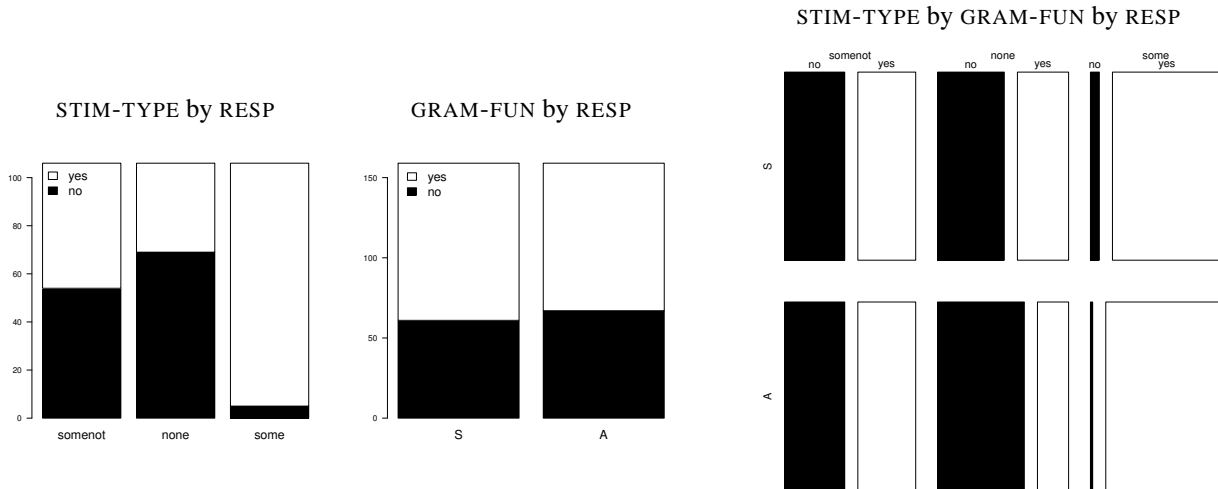 STIM-TYPE by GRAM-FUN by RESP
somenot none some
no yes no yes no yes
S
A
STIM-TYPE by RESP
100
80
60
40
20
0
yes
no
somenot none some
GRAM-FUN by RESP
150
100
50
0
yes
no
S A